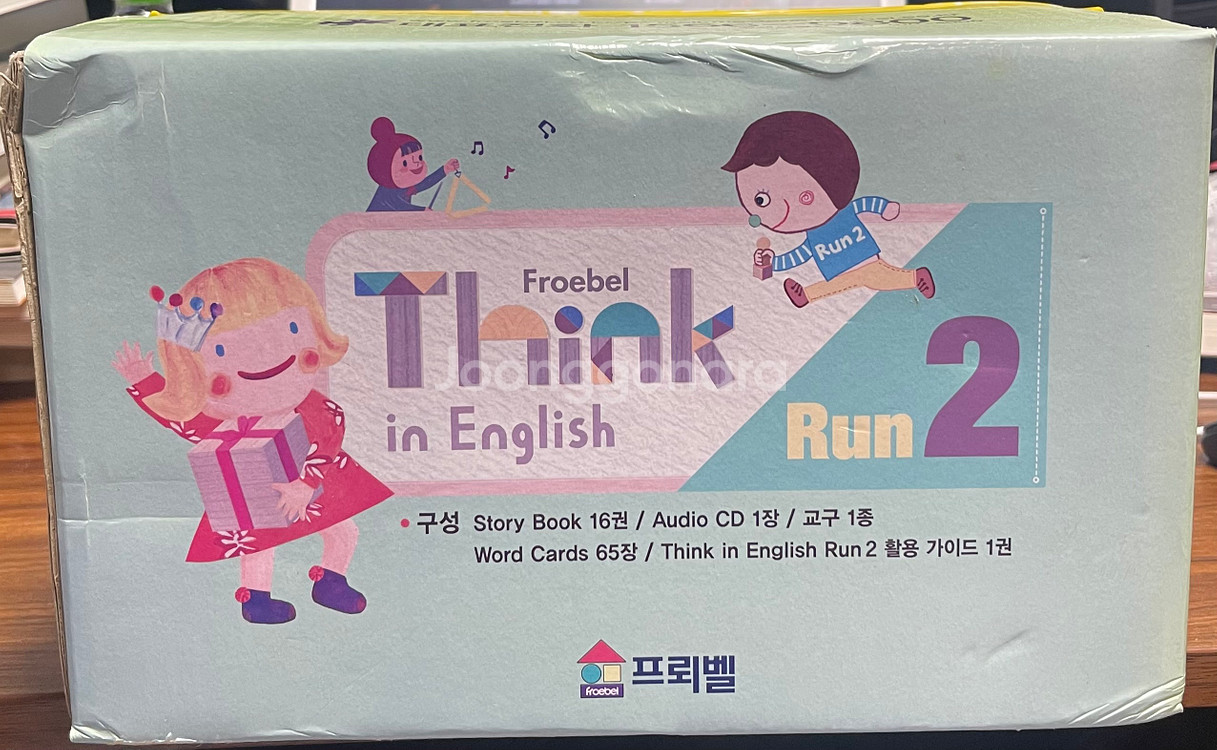 Froebel
Think
in English
Run 2
Run 2
Joonggonara
• 구성 Story Book 16권 / Audio CD 1장 / 교구 1종
Word Cards 65장 / Think in English Run 2 활용 가이드 1권
froebel 프뢰벨